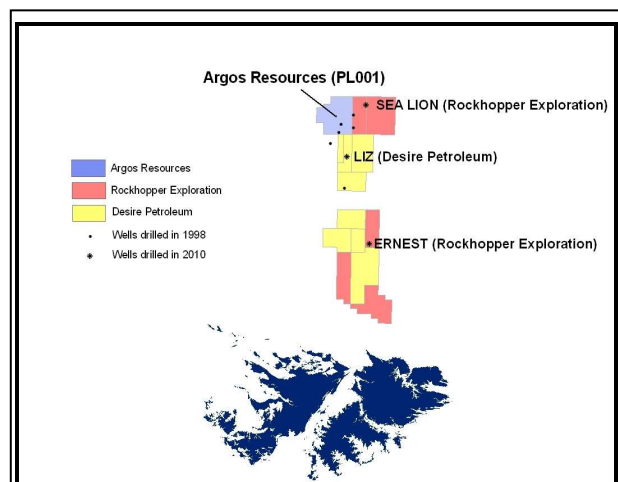 Argos Resources (PL001)
SEA LION (Rockhopper Exploration)
LIZ (Desire Petroleum)
Argos Resources
Rockhopper Exploration
Desire Petroleum
Wells drilled in 1998
Wells drilled in 2010
ERNEST (Rockhopper Exploration)